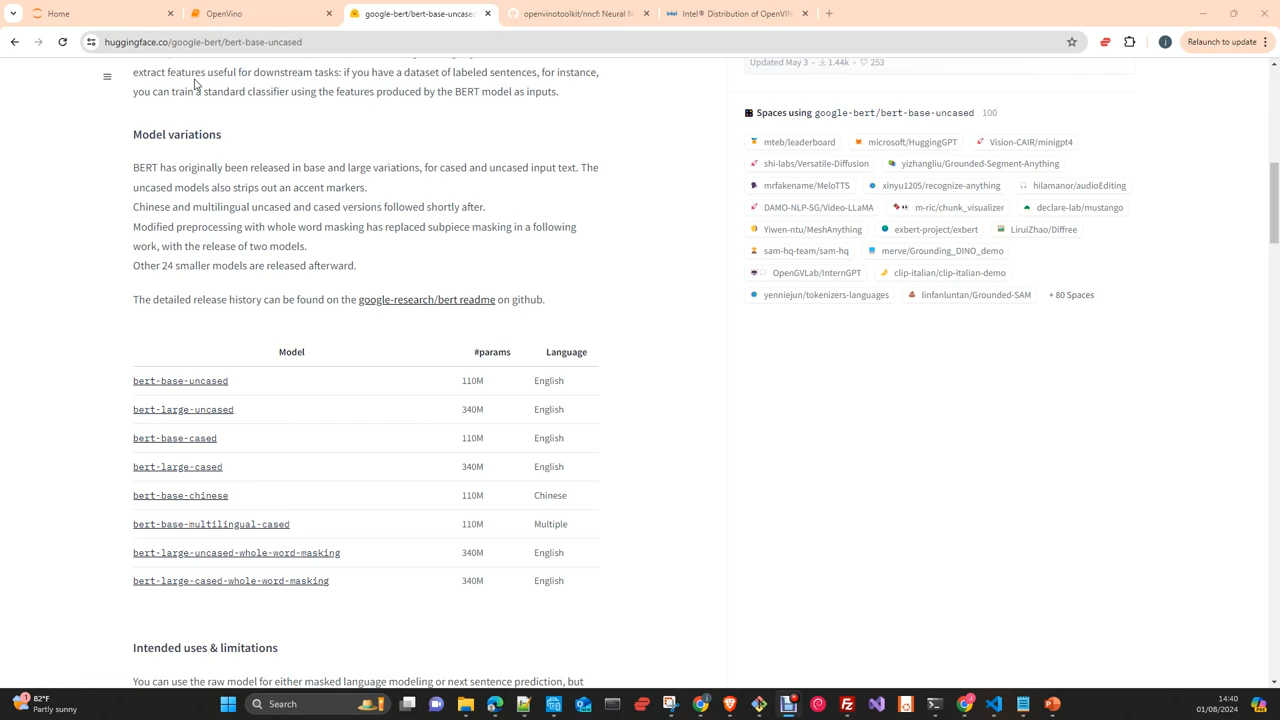 Home
OpenVino
google-bert/bert-base-uncased
openvinotoolkit/nncf: Neural N
Intel® Distribution of OpenVIN
huggingface.co/google-bert/bert-base-uncased
Relaunch to update
extract features useful for downstream tasks: if you have a dataset of labeled sentences, for instance,
you can train a standard classifier using the features produced by the BERT model as inputs.
Model variations
BERT has originally been released in base and large variations, for cased and uncased input text. The
uncased models also strips out an accent markers.
Chinese and multilingual uncased and cased versions followed shortly after.
Modified preprocessing with whole word masking has replaced subpiece masking in a following
work, with the release of two models.
Other 24 smaller models are released afterward.
The detailed release history can be found on the google-research/bert readme on github.
Model #params Language
bert-base-uncased 110M English
bert-large-uncased 340M English
bert-base-cased 110M English
bert-large-cased 340M English
bert-base-chinese 110M Chinese
bert-base-multilingual-cased 110M Multiple
bert-large-uncased-whole-word-masking 340M English
bert-large-cased-whole-word-masking 340M English
Intended uses & limitations
You can use the raw model for either masked language modeling or next sentence prediction, but
Updated May 3 • 1.44k • 253
Spaces using google-bert/bert-base-uncased 100
mteb/leaderboard microsoft/HuggingGPT Vision-CAIR/minigpt4
shi-labs/Versatile-Diffusion yizhangliu/Grounded-Segment-Anything
mrfakename/MeloTTS xinyu1205/recognize-anything hilamanor/audioEditing
DAMO-NLP-SG/Video-LLaMA m-ric/chunk_visualizer declare-lab/mustango
Yiwen-ntu/MeshAnything exbert-project/exbert LiruiZhao/Diffree
sam-hq-team/sam-hq merve/Grounding_DINO_demo
OpenGVLab/InternGPT clip-italian/clip-italian-demo
yenniejun/tokenizers-languages linfanluntan/Grounded-SAM + 80 Spaces
1
82°F
Partly sunny
Search
14:40
01/08/2024